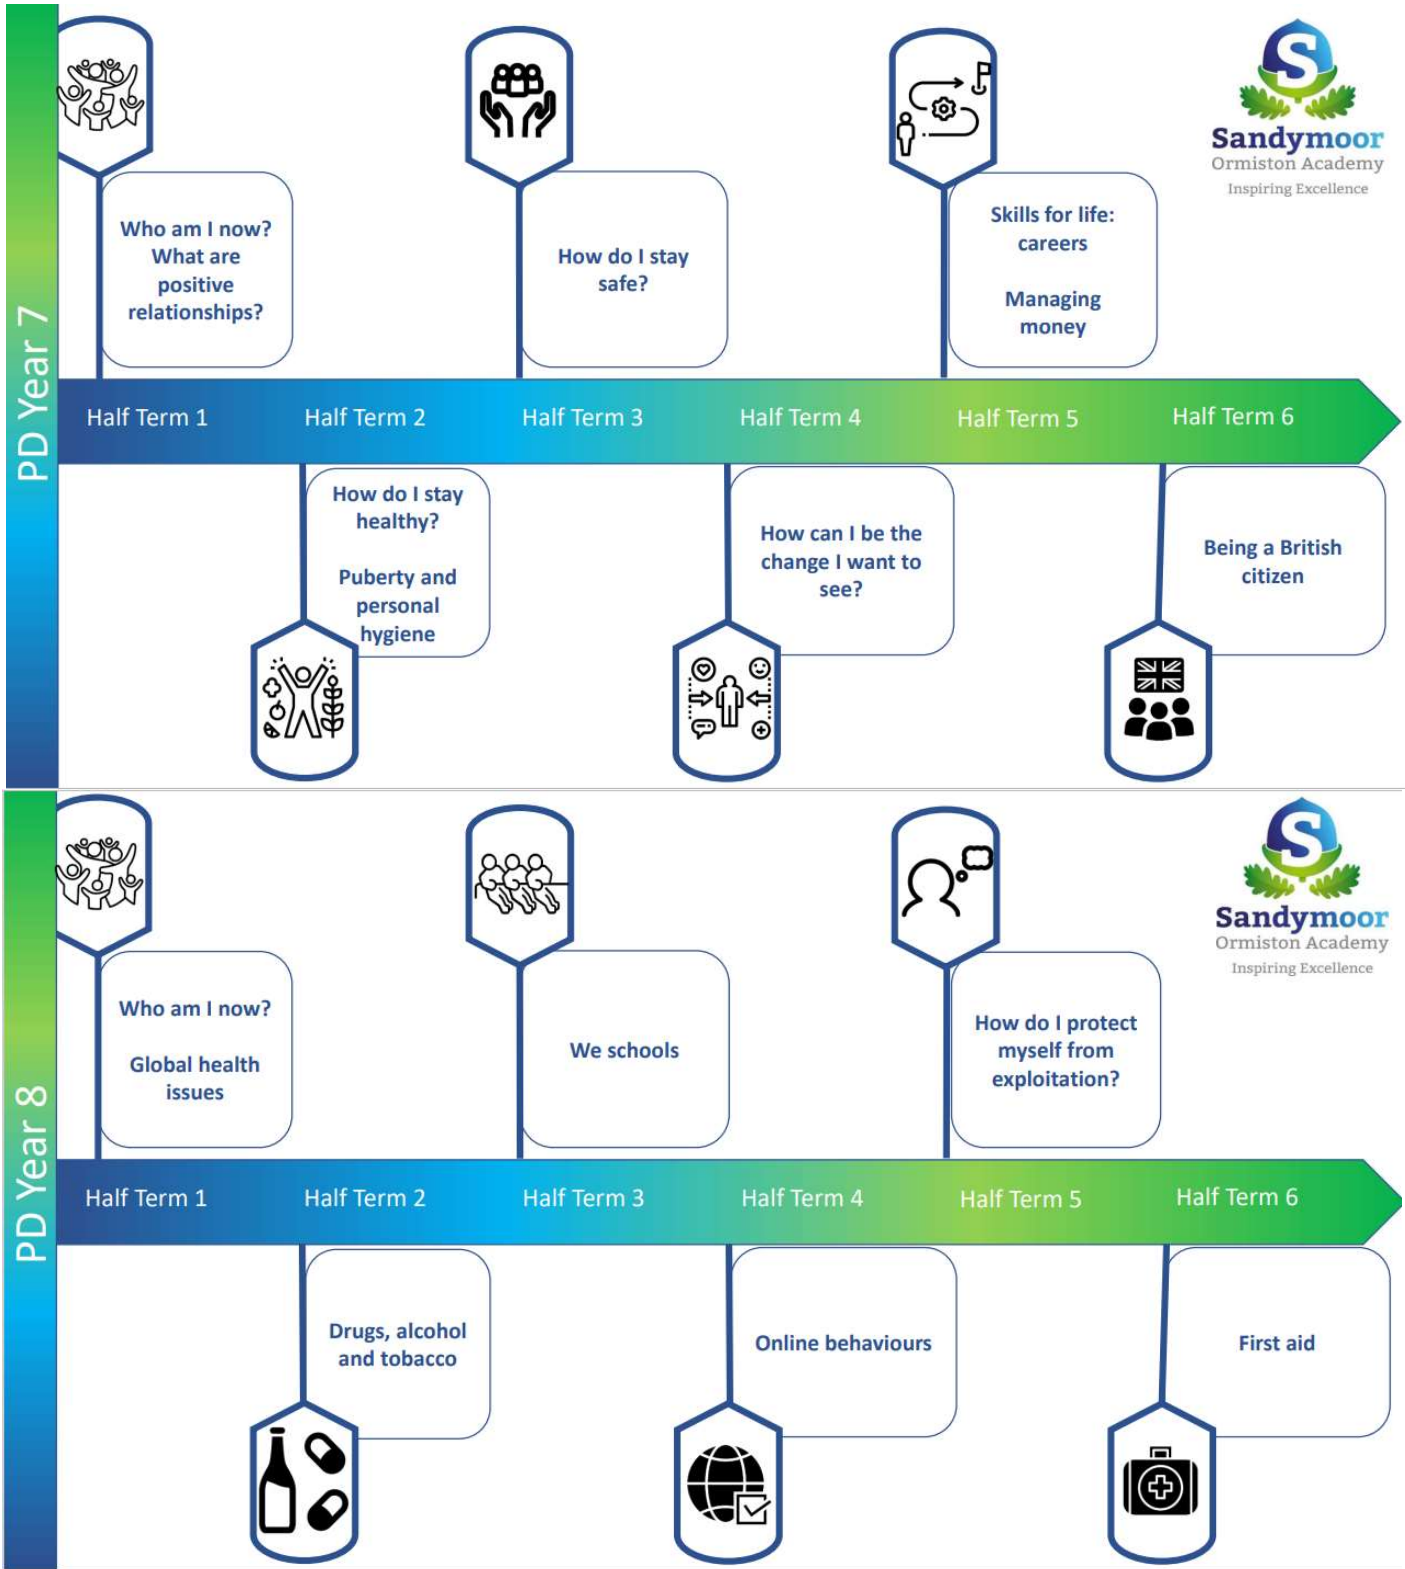 PD Year 7
Sandymoor
Ormiston Academy
Inspiring Excellence
Who am I now?
What are
positive
relationships?
How do I stay
safe?
Skills for life:
careers
Managing
money
Half Term 1
Half Term 2
Half Term 3
Half Term 4
Half Term 5
Half Term 6
How do I stay
healthy?
Puberty and
personal
hygiene
How can I be the
change I want to
see?
Being a British
citizen
PD Year 8
Sandymoor
Ormiston Academy
Inspiring Excellence
Who am I now?
Global health
issues
We schools
How do I protect
myself from
exploitation?
Half Term 1
Half Term 2
Half Term 3
Half Term 4
Half Term 5
Half Term 6
Drugs, alcohol
and tobacco
Online behaviours
First aid